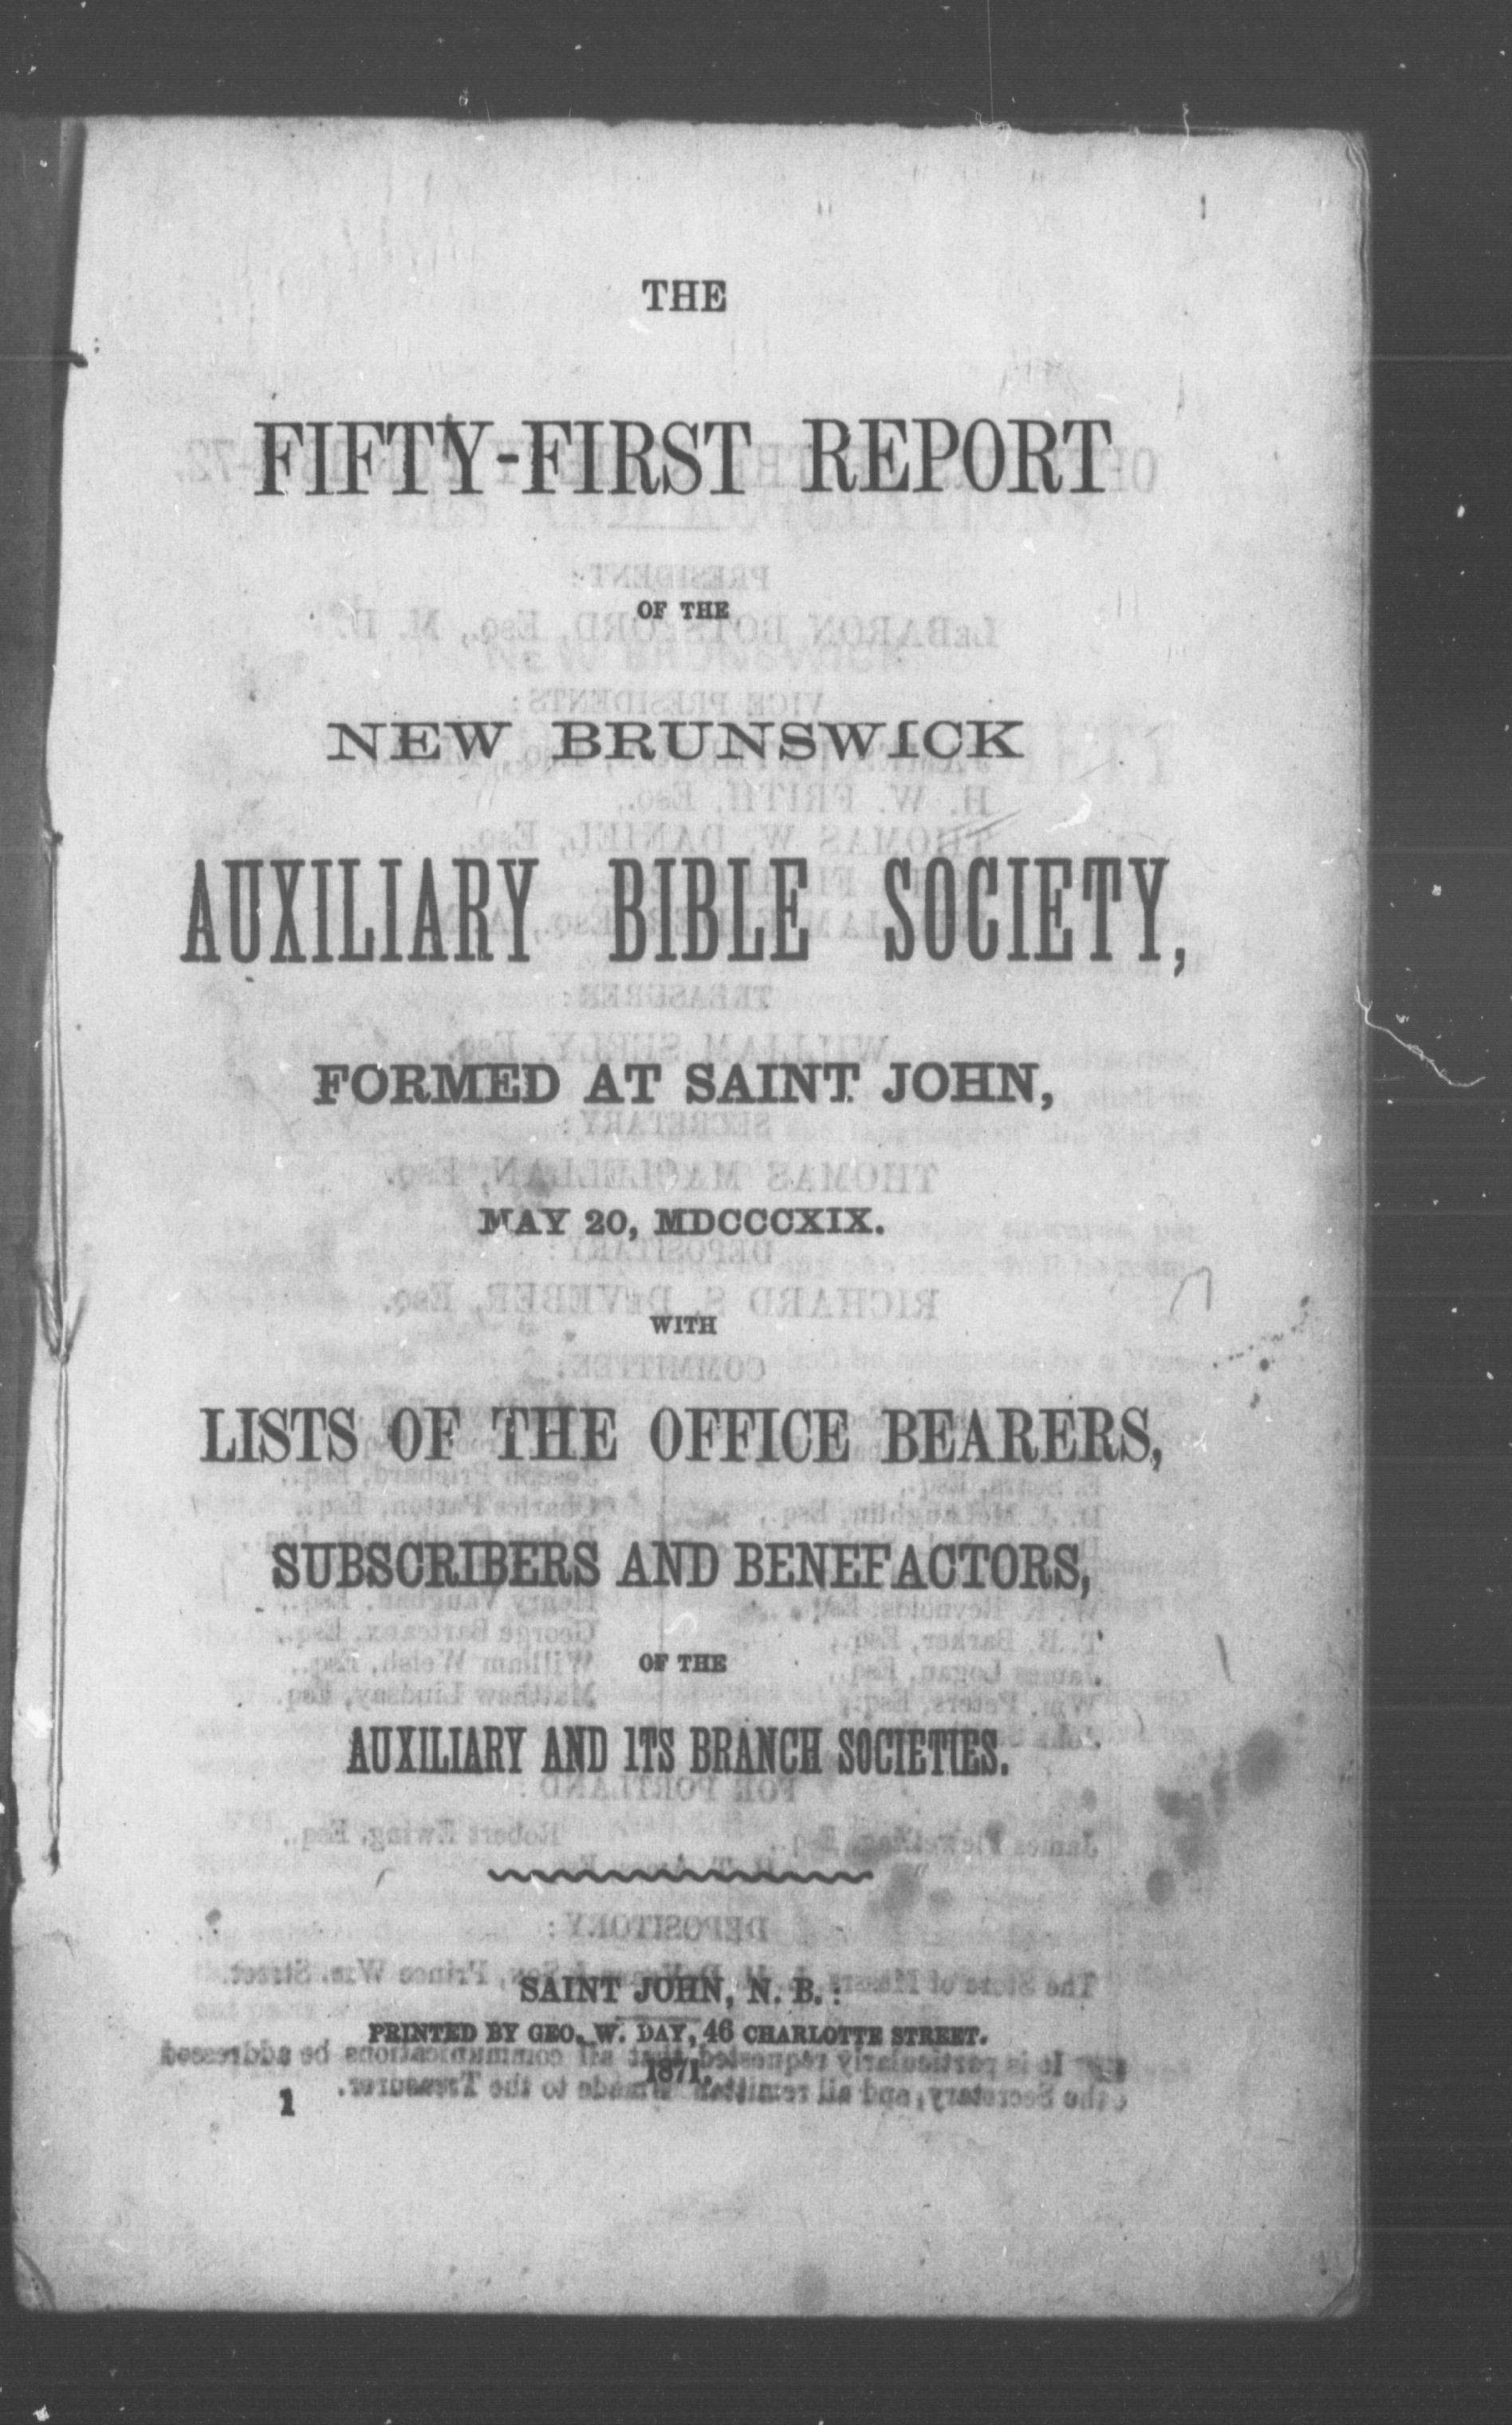 THE
FIFTY-FIRST REPORT
OF THE
NEW BRUNSWICK
AUXILIARY BIBLE SOCIETY,
FORMED AT SAINT JOHN,
MAY 20, MDCCCXIX.
WITH
LISTS OF THE OFFICE BEARERS,
SUBSCRIBERS AND BENEFACTORS,
OF THE
AUXILIARY AND ITS BRANCH SOCIETIES.
SAINT JOHN, N. B.:
PRINTED BY GEO. W. DAY, 46 CHARLOTTE STREET.
1871.
1